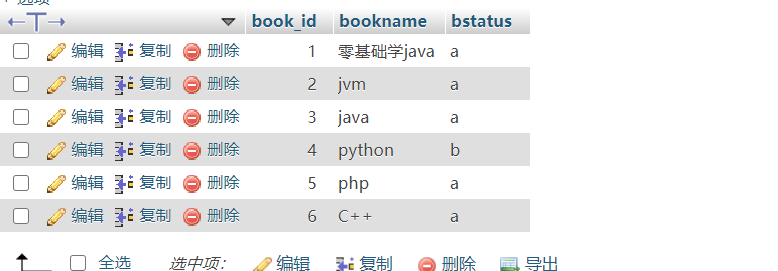 book_id bookname bstatus
编辑 复制 删除 1 零基础学java a
编辑 复制 删除 2 jvm a
编辑 复制 删除 3 java a
编辑 复制 删除 4 python b
编辑 复制 删除 5 php a
编辑 复制 删除 6 C++ a
全选 选中项： 编辑 复制 删除 导出